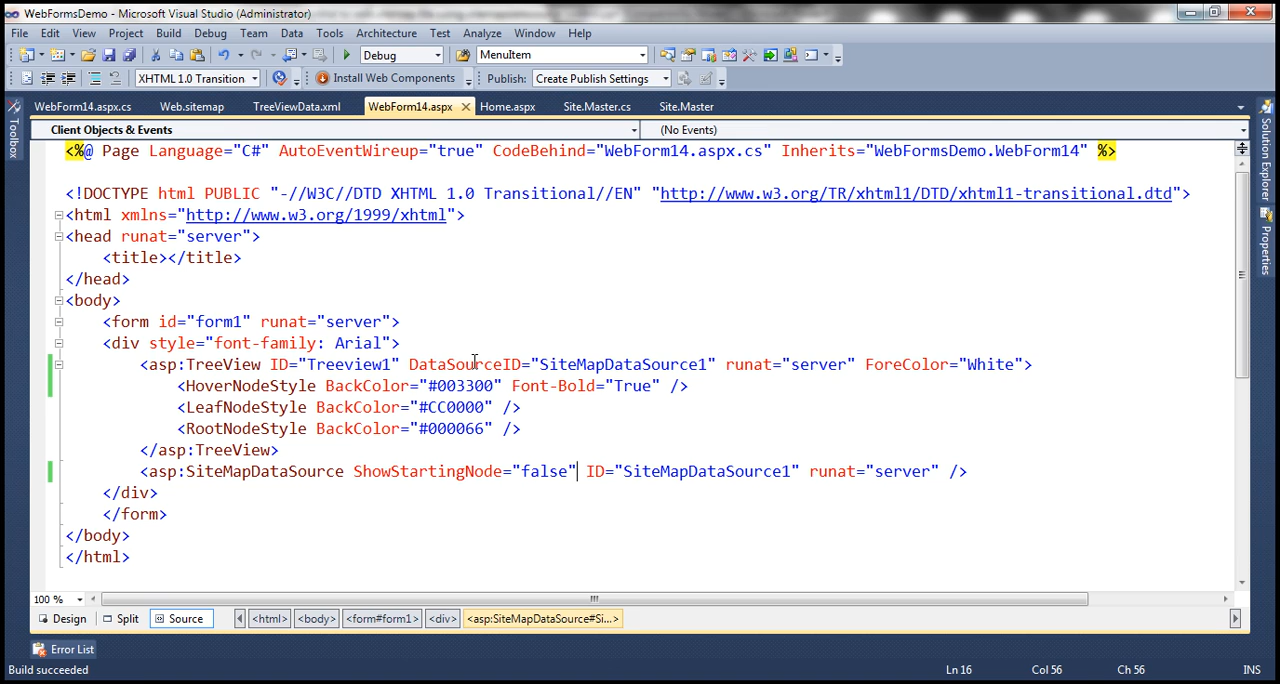 WebFormsDemo - Microsoft Visual Studio (Administrator)
File Edit View Project Build Debug Team Data Tools Architecture Test Analyze Window Help
Debug MenuItem
XHTML 1.0 Transition Install Web Components Publish: Create Publish Settings
WebForm14.aspx.cs Web.sitemap TreeViewData.xml WebForm14.aspx Home.aspx Site.Master.cs Site.Master
Toolbox
Client Objects & Events (No Events)
Solution Explorer
Properties
<%@ Page Language="C#" AutoEventWireup="true" CodeBehind="WebForm14.aspx.cs" Inherits="WebFormsDemo.WebForm14" %>
<!DOCTYPE html PUBLIC "-//W3C//DTD XHTML 1.0 Transitional//EN" "http://www.w3.org/TR/xhtml1/DTD/xhtml1-transitional.dtd">
<html xmlns="http://www.w3.org/1999/xhtml">
<head runat="server">
<title></title>
</head>
<body>
<form id="form1" runat="server">
<div style="font-family: Arial">
<asp:TreeView ID="Treeview1" DataSourceID="SiteMapDataSource1" runat="server" ForeColor="White">
<HoverNodeStyle BackColor="#003300" Font-Bold="True" />
<LeafNodeStyle BackColor="#CC0000" />
<RootNodeStyle BackColor="#000066" />
</asp:TreeView>
<asp:SiteMapDataSource ShowStartingNode="false" ID="SiteMapDataSource1" runat="server" />
</div>
</form>
</body>
</html>
100 %
Design Split Source <html> <body> <form#form1> <div> <asp:SiteMapDataSource#Si...>
Error List
Build succeeded Ln 16 Col 56 Ch 56 INS